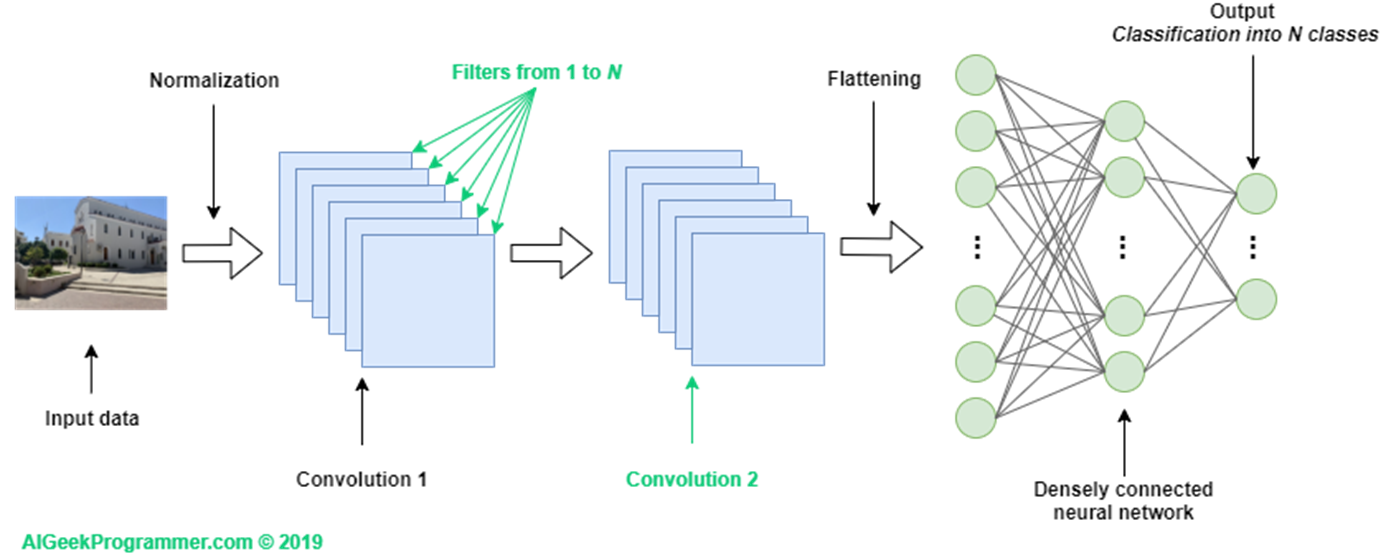 Output
Classification into N classes
Normalization
Filters from 1 to N
Flattening
Input data
Convolution 1
Convolution 2
Densely connected
neural network
AIGeekProgrammer.com © 2019